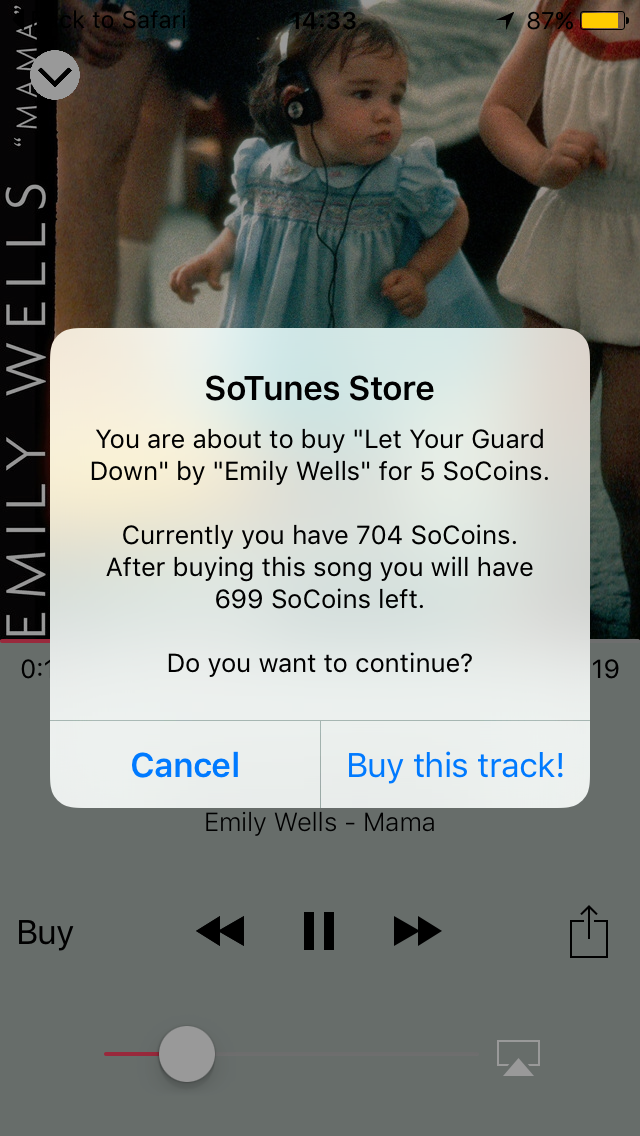 ck to Safari
14:33
87%
EMILY WELLS "MAMA"
SoTunes Store
You are about to buy "Let Your Guard
Down" by "Emily Wells" for 5 SoCoins.
Currently you have 704 SoCoins.
After buying this song you will have
699 SoCoins left.
Do you want to continue?
0:1
19
Cancel
Buy this track!
Emily Wells - Mama
Buy